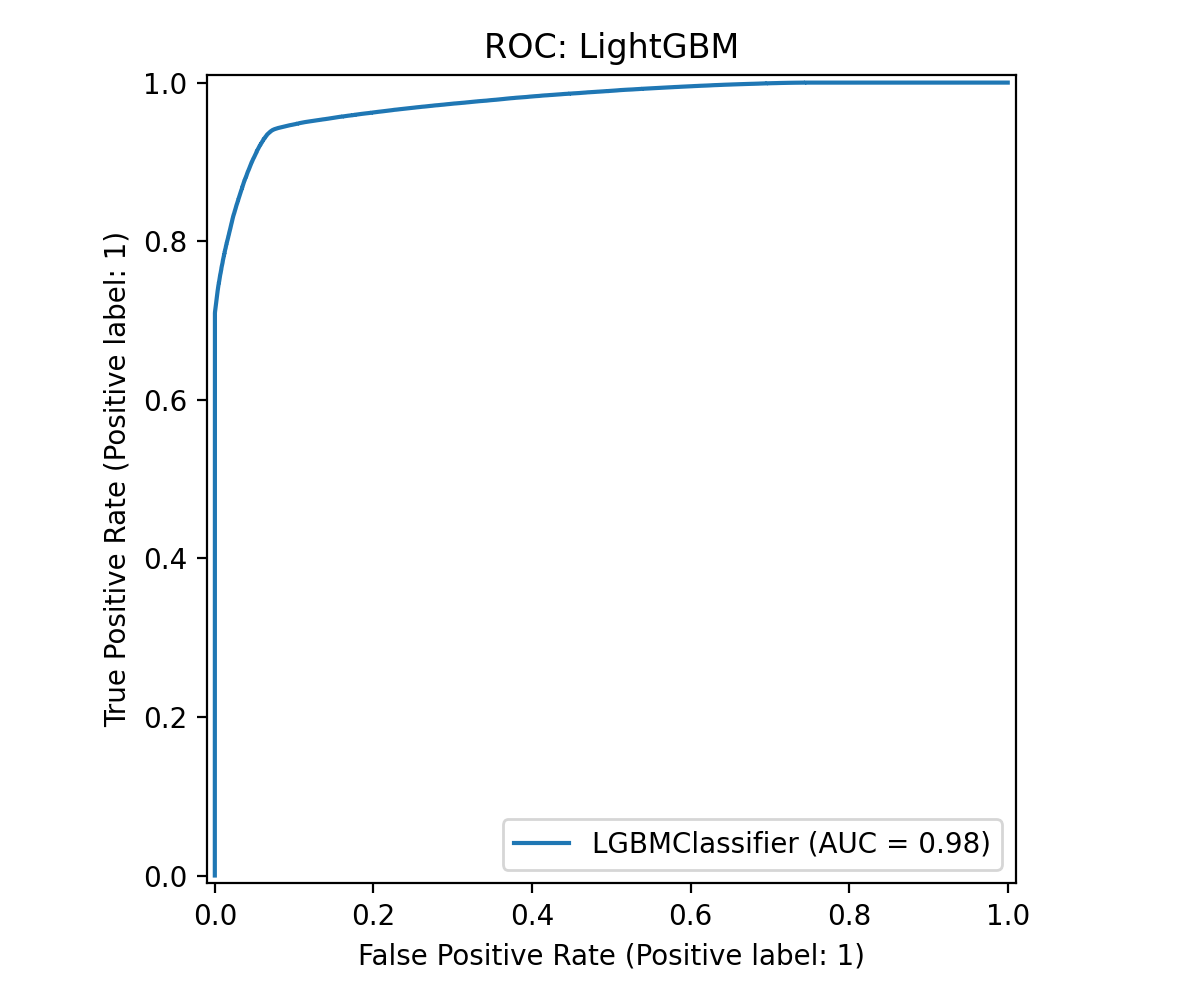 ROC: LightGBM
True Positive Rate (Positive label: 1)
1.0
0.8
0.6
0.4
0.2
0.0
LGBMClassifier (AUC = 0.98)
0.0 0.2 0.4 0.6 0.8 1.0
False Positive Rate (Positive label: 1)